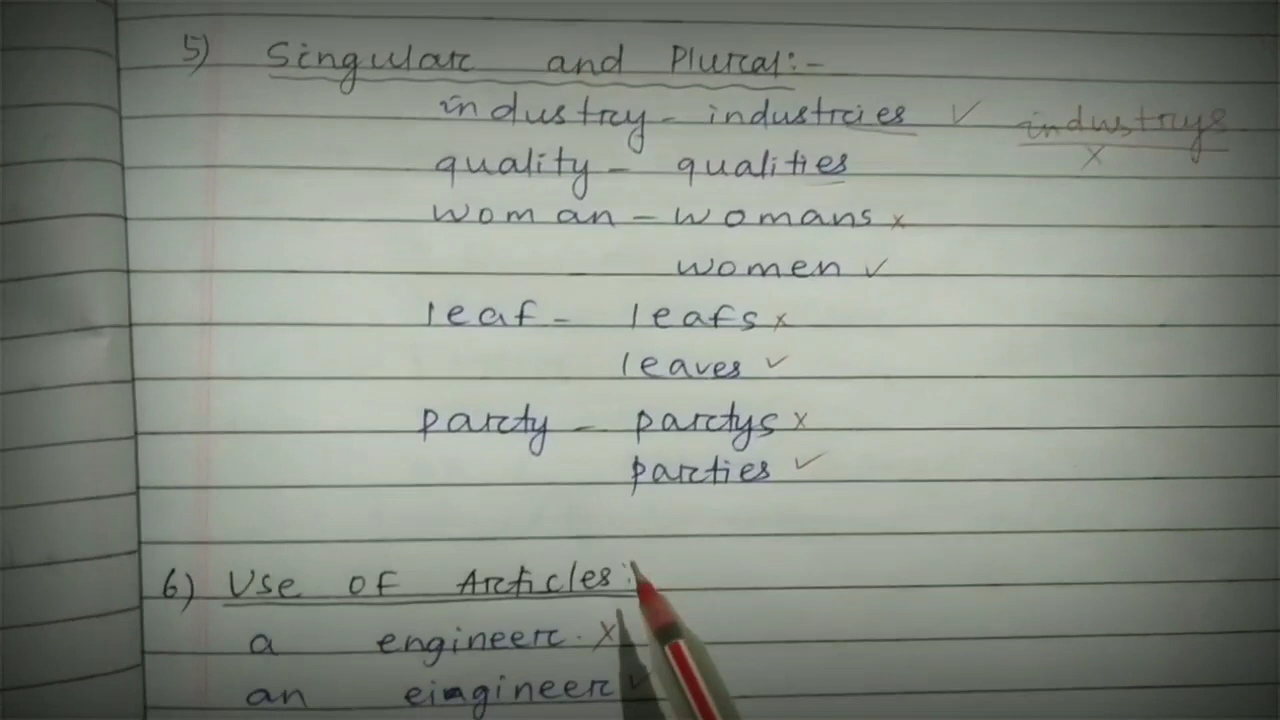 5) Singular and Plural:-
industry - industries ✓ industrys ×
quality - qualities
woman - womans ×
women ✓
leaf - leafs ×
leaves ✓
party - partys ×
parties ✓
6) Use of Articles:
a engineer. ×
an eingineer ✓